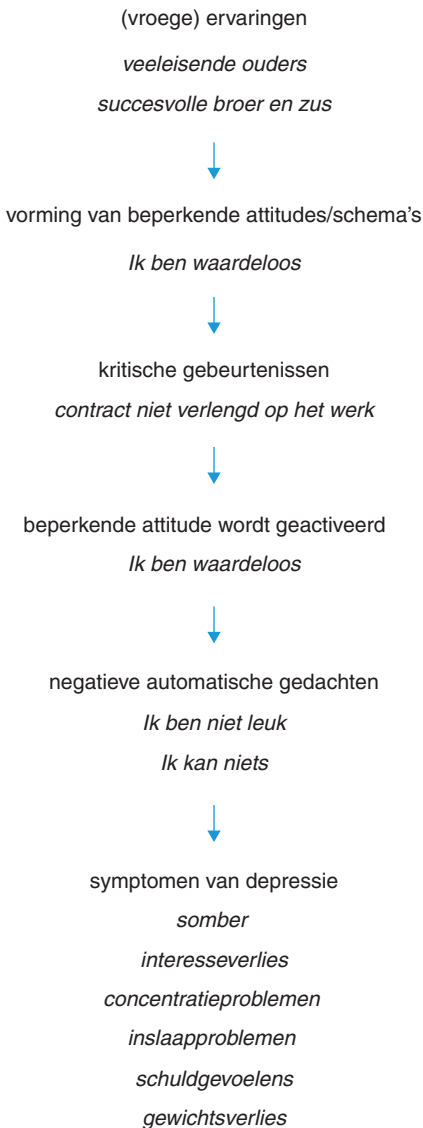 (vroege) ervaringen
veeleisende ouders
succesvolle broer en zus
vorming van beperkende attitudes/schema’s
Ik ben waardeloos
kritische gebeurtenissen
contract niet verlengd op het werk
beperkende attitude wordt geactiveerd
Ik ben waardeloos
negatieve automatische gedachten
Ik ben niet leuk
Ik kan niets
symptomen van depressie
somber
interesseverlies
concentratieproblemen
inslaapproblemen
schuldgevoelens
gewichtsverlies